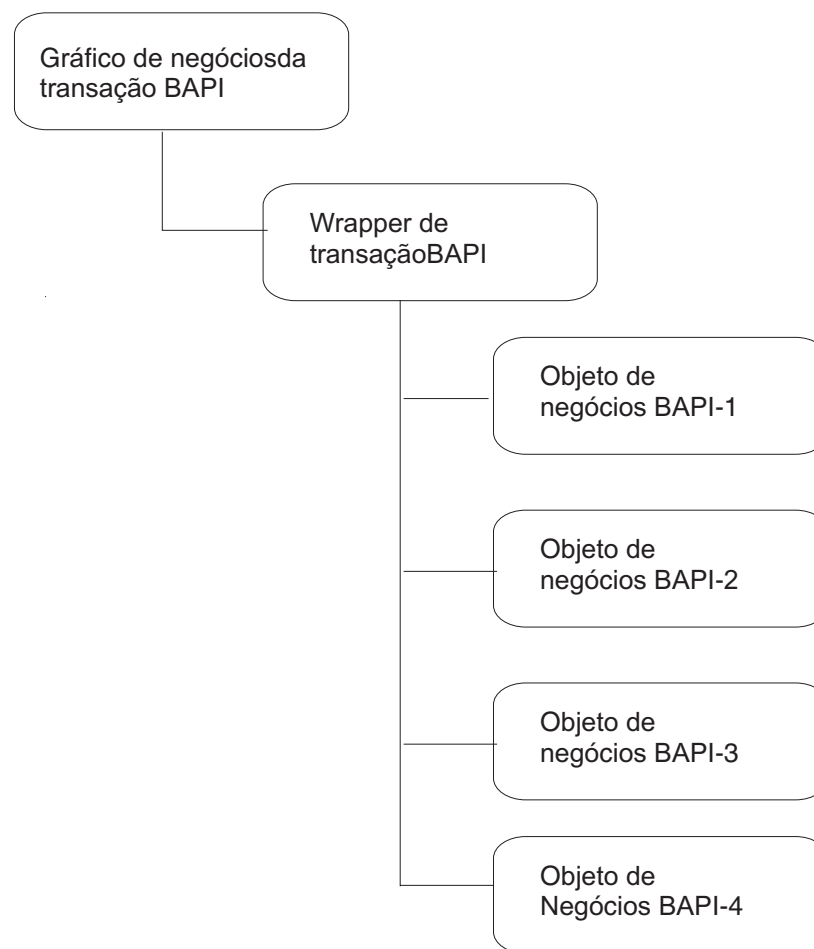 Gráfico de negóciosda
transação BAPI
Wrapper de
transaçãoBAPI
Objeto de
negócios BAPI-1
Objeto de
negócios BAPI-2
Objeto de
negócios BAPI-3
Objeto de
Negócios BAPI-4